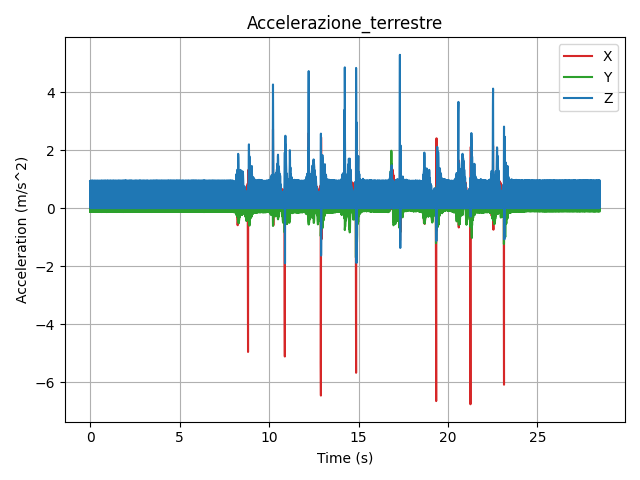 Accelerazione_terrestre
X
Y
Z
Acceleration (m/s^2)
4
2
0
−2
−4
−6
0 5 10 15 20 25
Time (s)